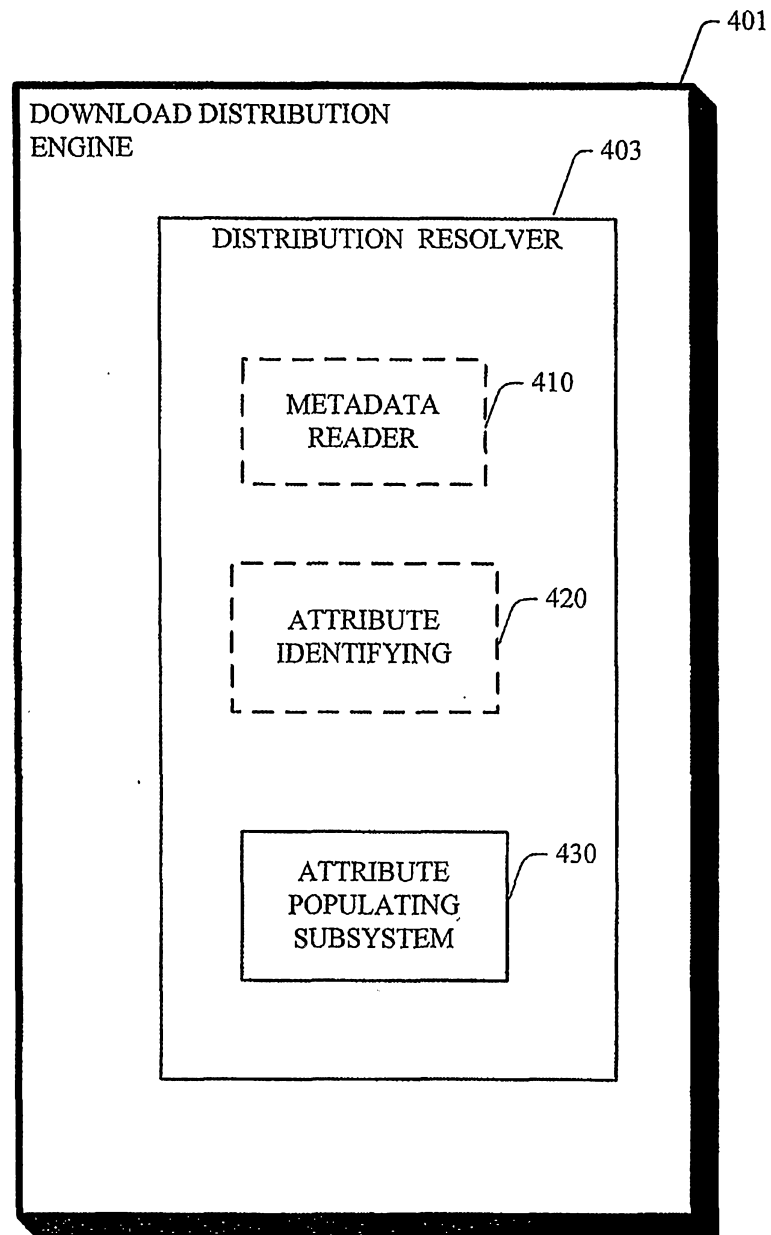 401
DOWNLOAD DISTRIBUTION
ENGINE
403
DISTRIBUTION RESOLVER
METADATA
READER
410
ATTRIBUTE
IDENTIFYING
420
ATTRIBUTE
POPULATING
SUBSYSTEM
430